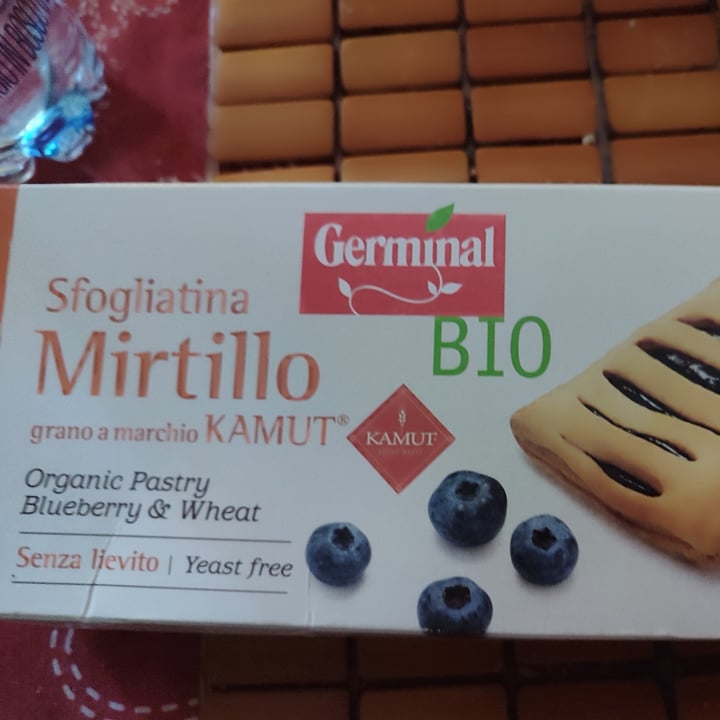 Germinal
BIO
Sfogliatina
Mirtillo
grano a marchio KAMUT®
KAMUT
Organic Pastry
Blueberry & Wheat
Senza lievito | Yeast free